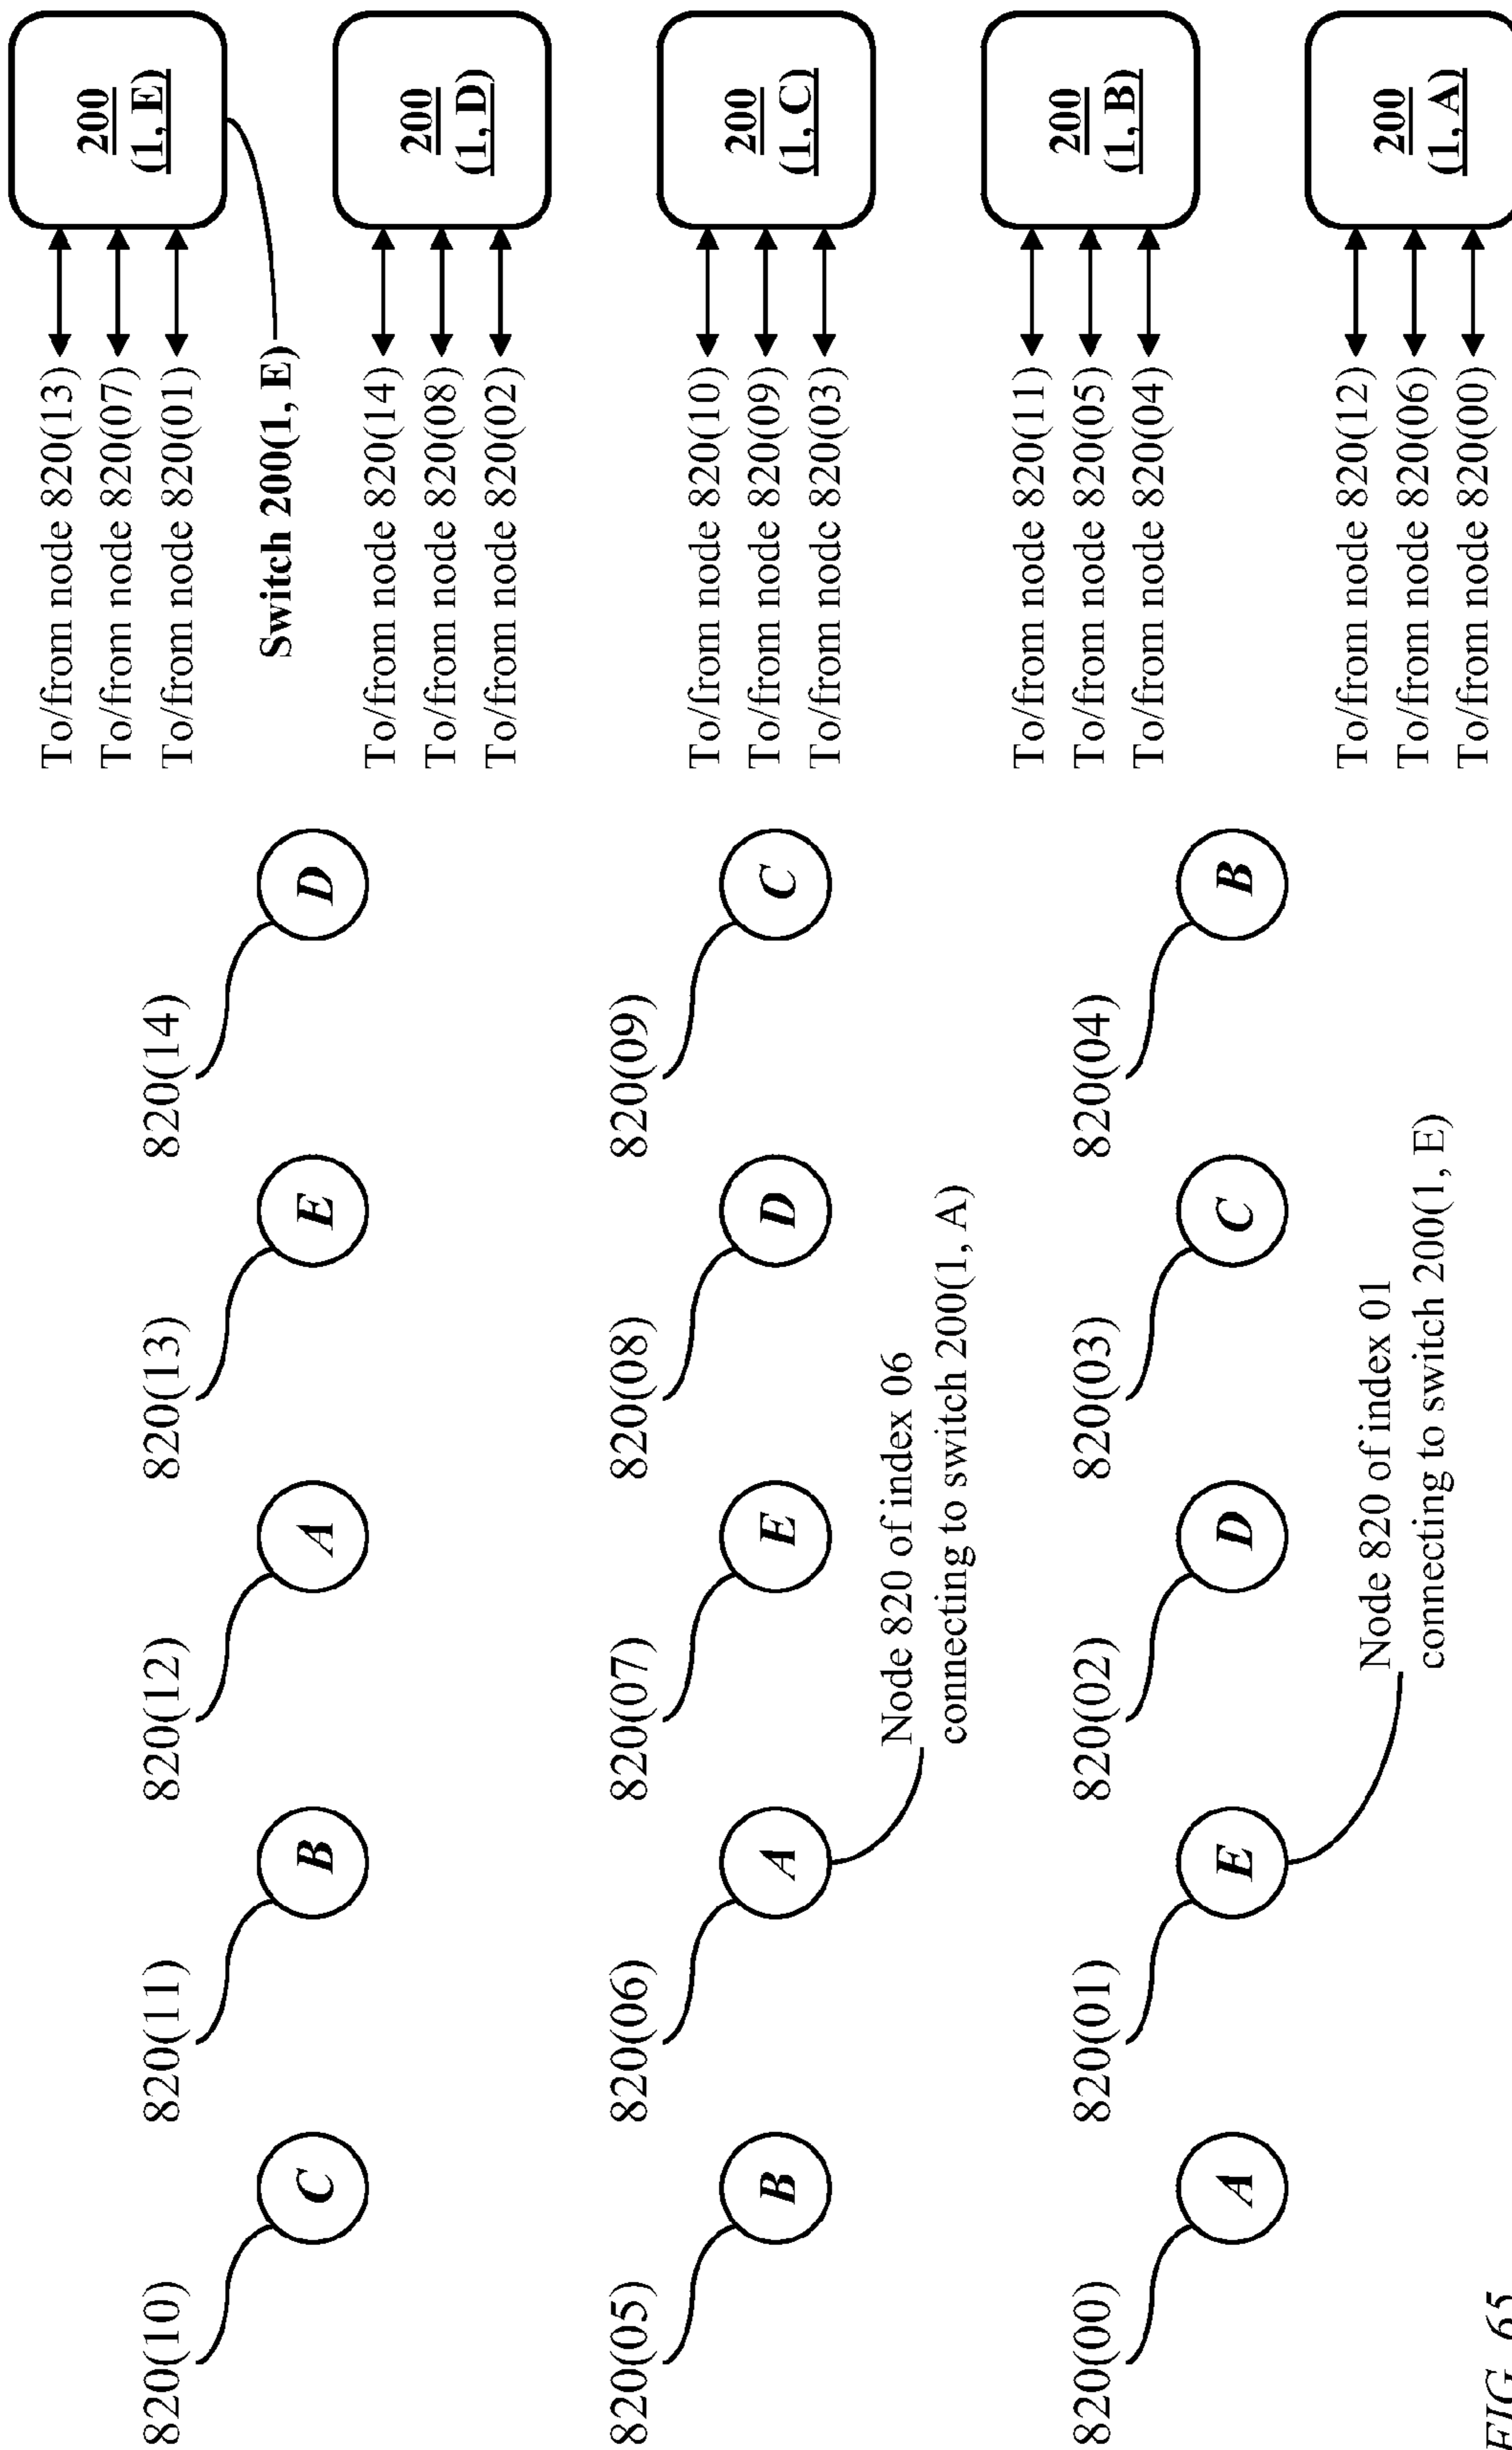 820(10)
820(11)
820(12)
820(13)
820(14)
C
B
A
E
D
820(05)
820(06)
820(07)
820(08)
820(09)
B
A
E
D
C
Node 820 of index 06
connecting to switch 200(1, A)
820(00)
820(01)
820(02)
820(03)
820(04)
A
E
D
C
B
Node 820 of index 01
connecting to switch 200(1, E)
To/from node 820(13)
To/from node 820(07)
To/from node 820(01)
200
(1, E)
Switch 200(1, E)
To/from node 820(14)
To/from node 820(08)
To/from node 820(02)
200
(1, D)
To/from node 820(10)
To/from node 820(09)
To/from node 820(03)
200
(1, C)
To/from node 820(11)
To/from node 820(05)
To/from node 820(04)
200
(1, B)
To/from node 820(12)
To/from node 820(06)
To/from node 820(00)
200
(1, A)
FIG. 65